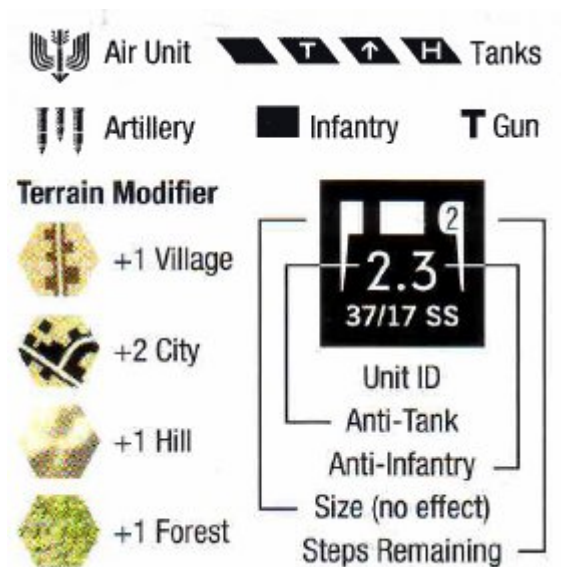 Air Unit T ↑ H Tanks
Artillery Infantry T Gun
Terrain Modifier
+1 Village
+2 City
+1 Hill
+1 Forest
2
2.3
37/17 SS
Unit ID
Anti-Tank
Anti-Infantry
Size (no effect)
Steps Remaining